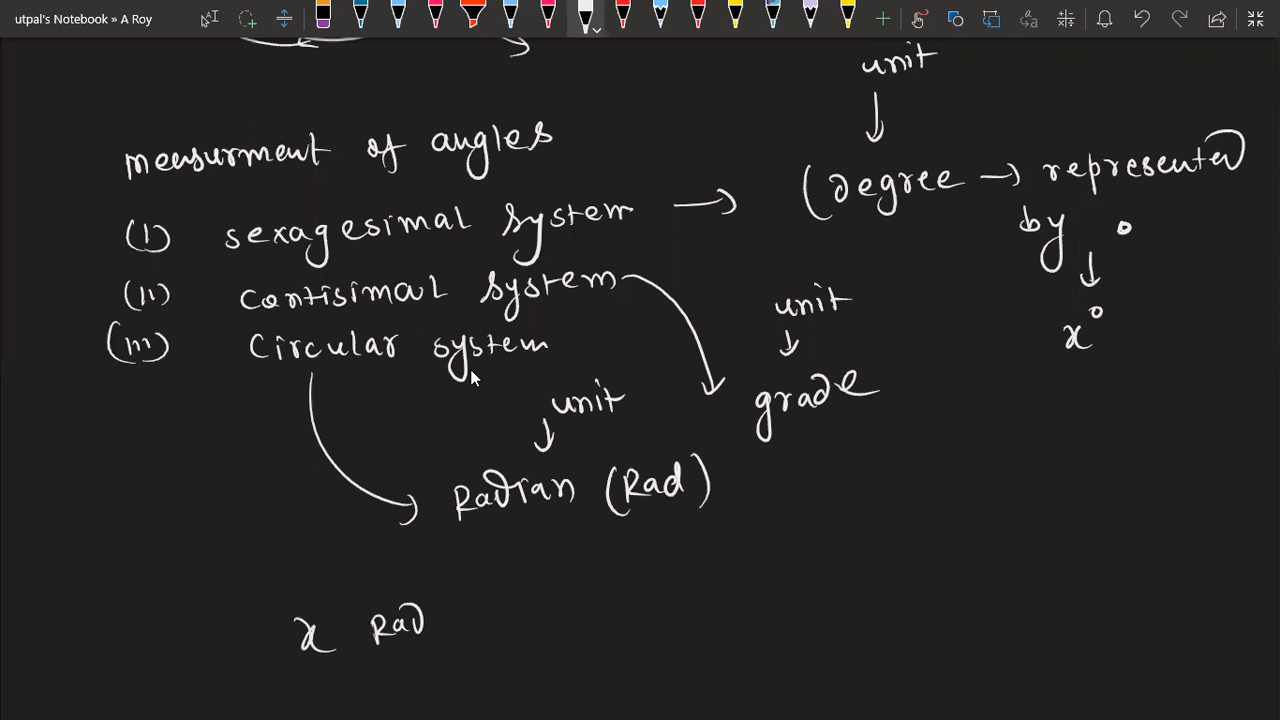 utpal's Notebook » A Roy
unit
measurment of angles
(degree → represented
by °
(I) sexagesimal system →
(II) contisimal system
unit
x°
(III) circular system
grade
unit
Radian (Rad)
x Rad